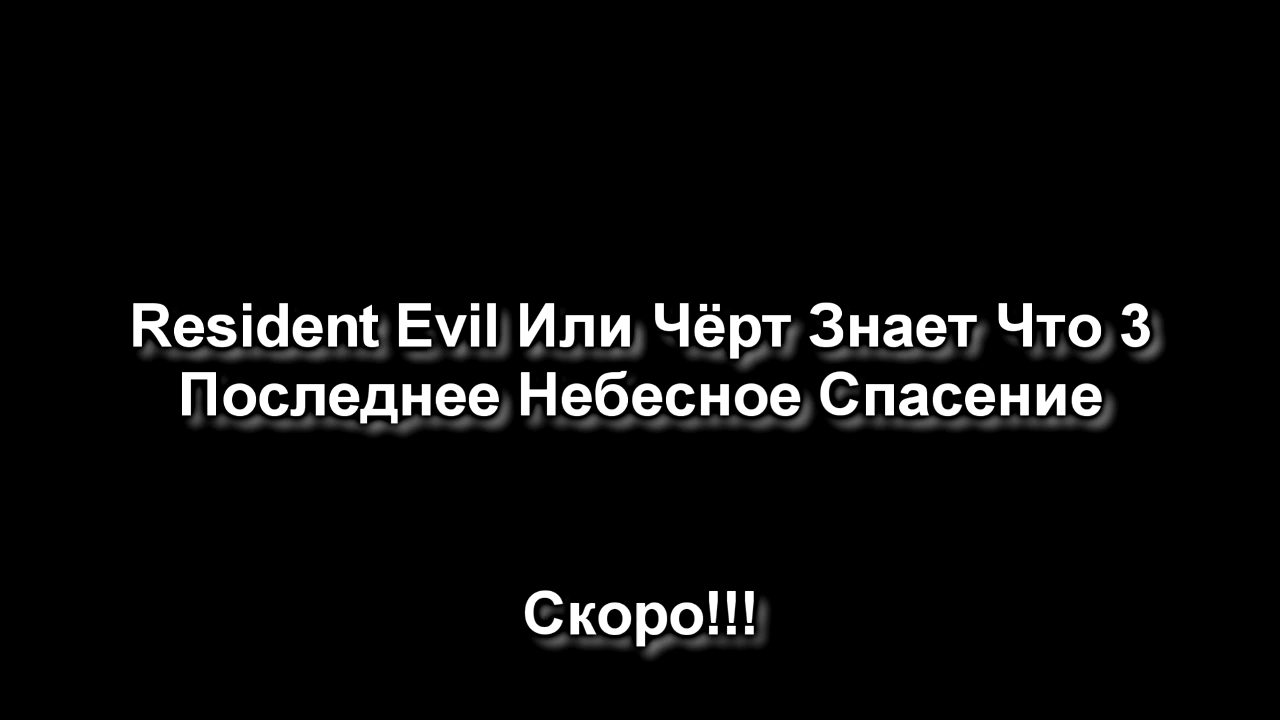 Resident Evil Или Чёрт Знает Что 3
Последнее Небесное Спасение
Скоро!!!